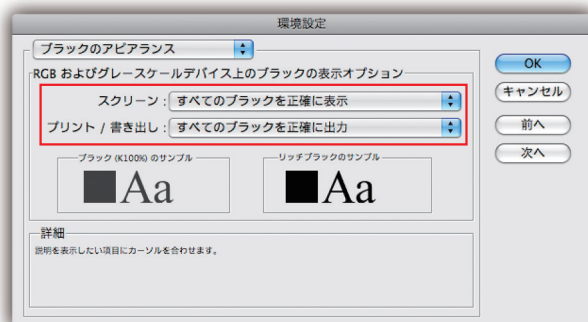 環境設定
ブラックのアピアランス
RGB およびグレースケールデバイス上のブラックの表示オプション
スクリーン : すべてのブラックを正確に表示
プリント / 書き出し : すべてのブラックを正確に出力
ブラック (K100%) のサンプル
Aa
リッチブラックのサンプル
Aa
詳細
説明を表示したい項目にカーソルを合わせます。
OK
キャンセル
前へ
次へ